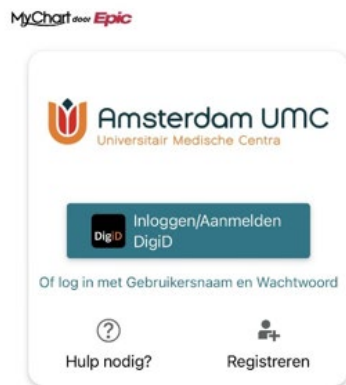 MyChart door Epic
Amsterdam UMC
Universitair Medische Centra
DigiD
Inloggen/Aanmelden
DigiD
Of log in met Gebruikersnaam en Wachtwoord
Hulp nodig?
Registreren